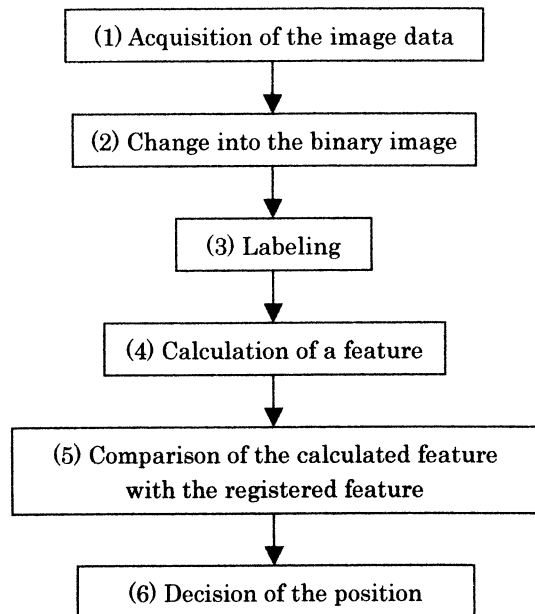 (1) Acquisition of the image data
(2) Change into the binary image
(3) Labeling
(4) Calculation of a feature
(5) Comparison of the calculated feature
with the registered feature
(6) Decision of the position